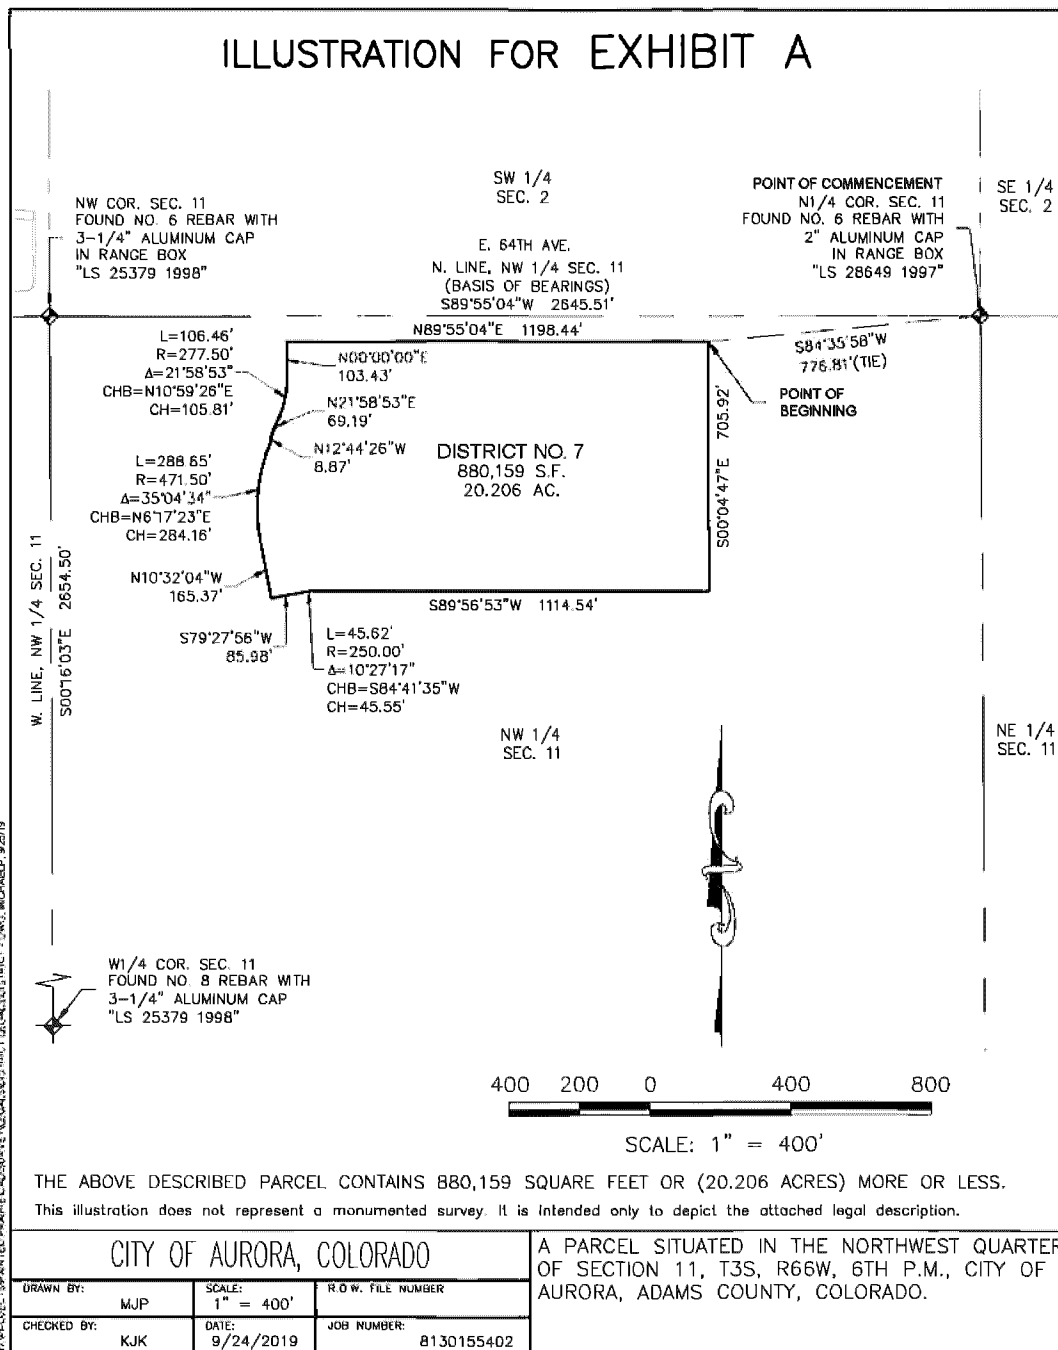 ILLUSTRATION FOR EXHIBIT A
SW 1/4
SEC. 2
SE 1/4
SEC. 2
NW COR. SEC. 11
FOUND NO. 6 REBAR WITH
3-1/4" ALUMINUM CAP
IN RANGE BOX
"LS 25379 1998"
POINT OF COMMENCEMENT
N1/4 COR. SEC. 11
FOUND NO. 6 REBAR WITH
2" ALUMINUM CAP
IN RANGE BOX
"LS 28649 1997"
E. 64TH AVE.
N. LINE, NW 1/4 SEC. 11
(BASIS OF BEARINGS)
S89°55'04"W 2645.51'
N89°55'04"E 1198.44'
S84°35'58"W
776.81'(TIE)
POINT OF
BEGINNING
L=106.46'
R=277.50'
Δ=21°58'53"
CHB=N10°59'26"E
CH=105.81'
N00°00'00"E
103.43'
N21°58'53"E
69.19'
N12°44'26"W
8.87'
DISTRICT NO. 7
880,159 S.F.
20.206 AC.
S00°04'47"E 705.92'
L=288.65'
R=471.50'
Δ=35°04'34"
CHB=N6°17'23"E
CH=284.16'
N10°32'04"W
165.37'
S89°56'53"W 1114.54'
S79°27'56"W
85.98'
L=45.62'
R=250.00'
Δ=10°27'17"
CHB=S84°41'35"W
CH=45.55'
W. LINE, NW 1/4 SEC. 11
S00°16'03"E 2654.50'
NW 1/4
SEC. 11
NE 1/4
SEC. 11
W1/4 COR. SEC. 11
FOUND NO. 8 REBAR WITH
3-1/4" ALUMINUM CAP
"LS 25379 1998"
400 200 0 400 800
SCALE: 1" = 400'
THE ABOVE DESCRIBED PARCEL CONTAINS 880,159 SQUARE FEET OR (20.206 ACRES) MORE OR LESS.
This illustration does not represent a monumented survey. It is intended only to depict the attached legal description.
CITY OF AURORA, COLORADO
DRAWN BY:
MJP
SCALE:
1" = 400'
R.O.W. FILE NUMBER
CHECKED BY:
KJK
DATE:
9/24/2019
JOB NUMBER:
8130155402
A PARCEL SITUATED IN THE NORTHWEST QUARTER
OF SECTION 11, T3S, R66W, 6TH P.M., CITY OF
AURORA, ADAMS COUNTY, COLORADO.